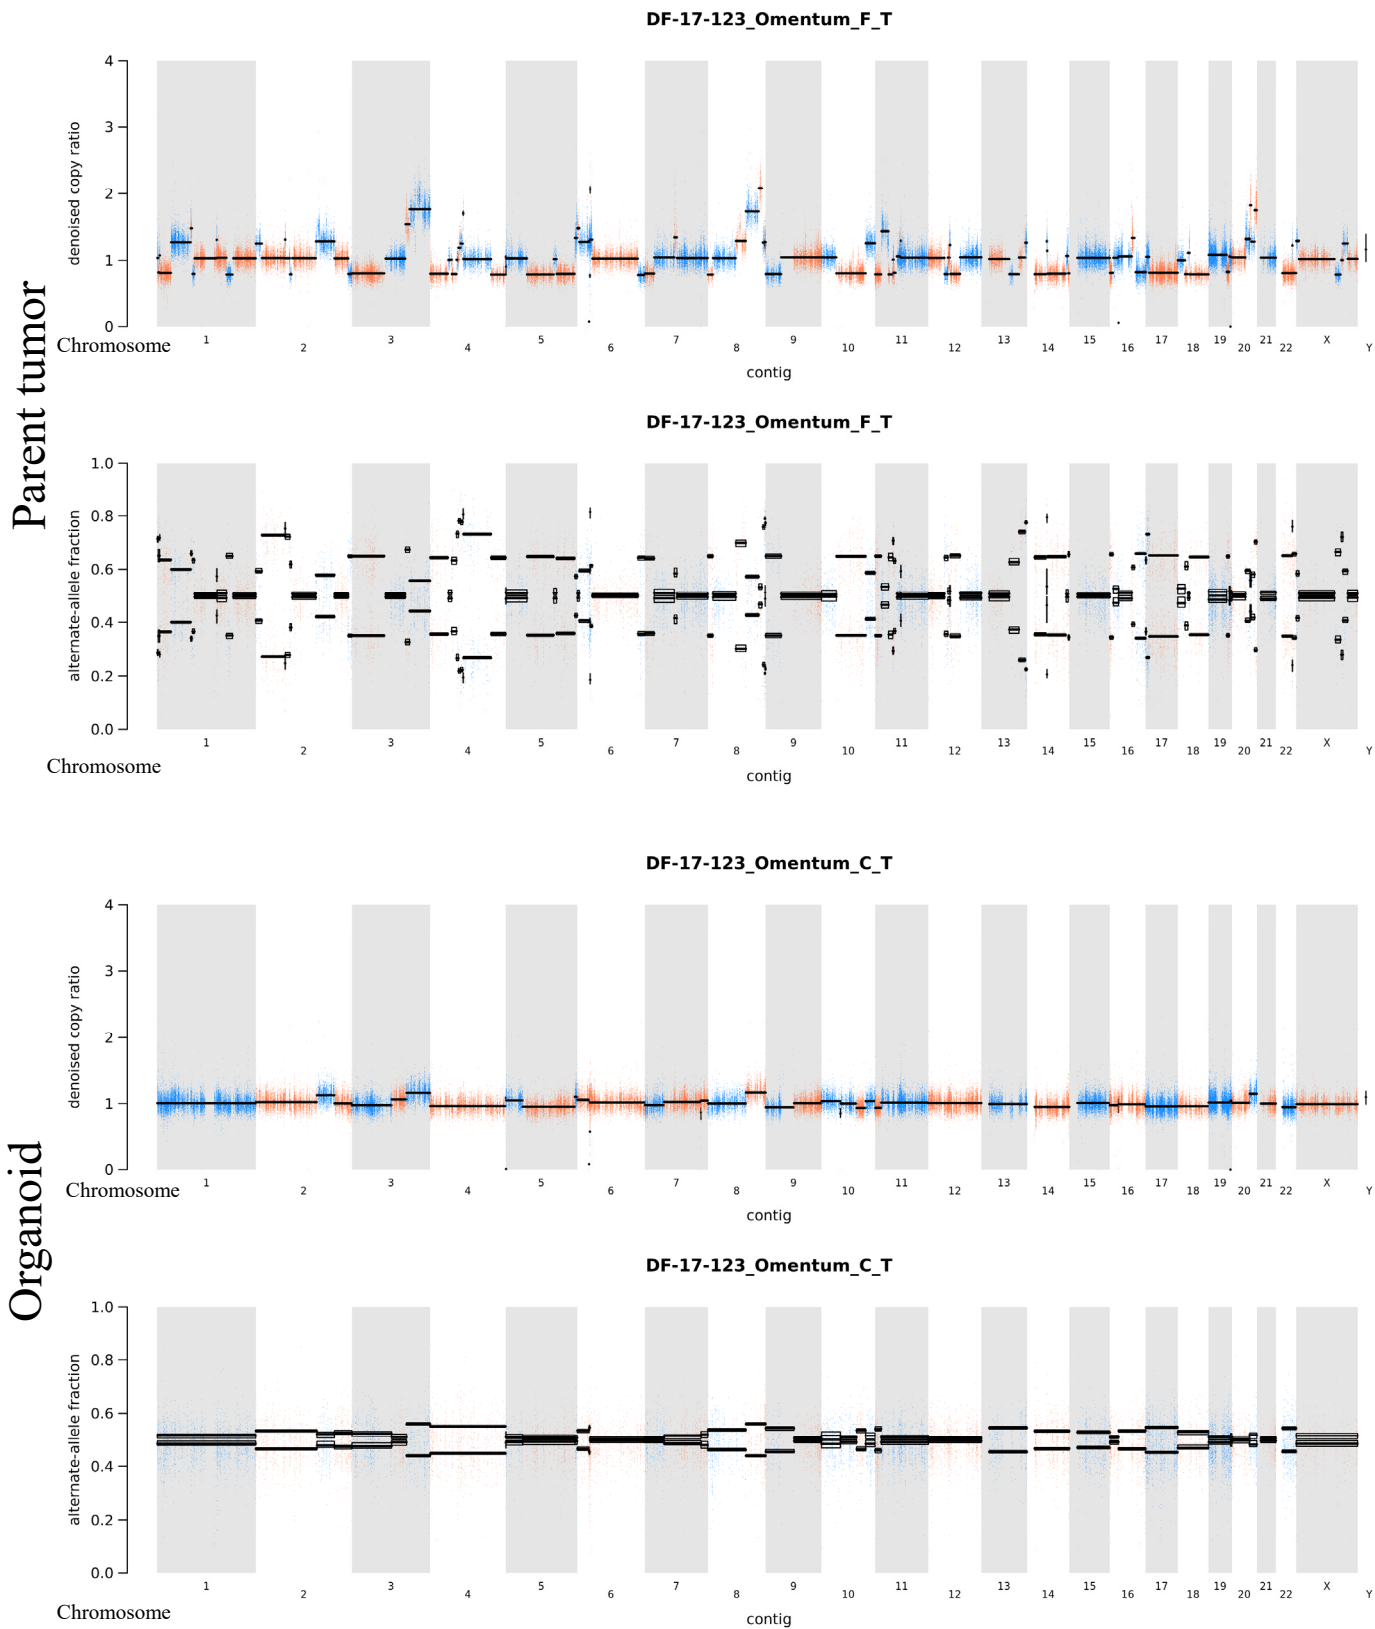 DF-17-123_Omentum_F_T
4
3
2
1
0
denoised copy ratio
Parent tumor
Chromosome
1 2 3 4 5 6 7 8 9 10 11 12 13 14 15 16 17 18 19 20 21 22 X Y
contig
DF-17-123_Omentum_F_T
1.0
0.8
0.6
0.4
0.2
0.0
alternate-allele fraction
1 2 3 4 5 6 7 8 9 10 11 12 13 14 15 16 17 18 19 20 21 22 X Y
Chromosome
contig
DF-17-123_Omentum_C_T
4
3
2
1
0
denoised copy ratio
Organoid
Chromosome
1 2 3 4 5 6 7 8 9 10 11 12 13 14 15 16 17 18 19 20 21 22 X Y
contig
DF-17-123_Omentum_C_T
1.0
0.8
0.6
0.4
0.2
0.0
alternate-allele fraction
1 2 3 4 5 6 7 8 9 10 11 12 13 14 15 16 17 18 19 20 21 22 X Y
Chromosome
contig